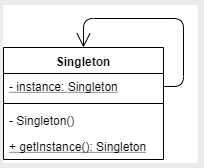 Singleton
- instance: Singleton
- Singleton()
+ getInstance(): Singleton